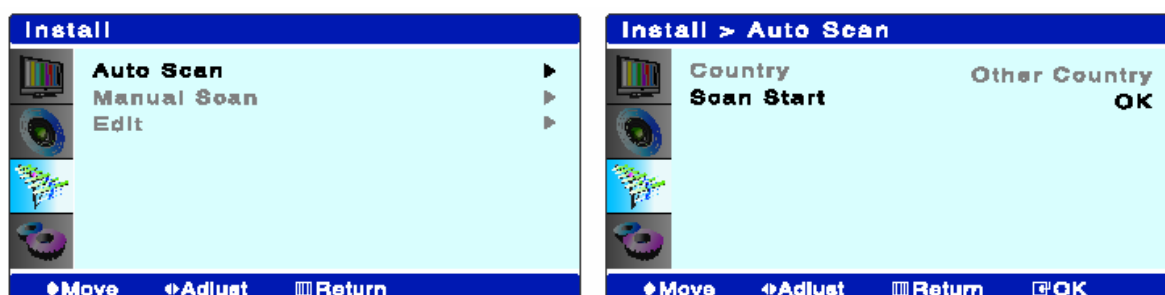 Install
Auto Scan
Manual Scan
Edit
Move Adjust Return
Install > Auto Scan
Country Other Country
Scan Start OK
Move Adjust Return OK